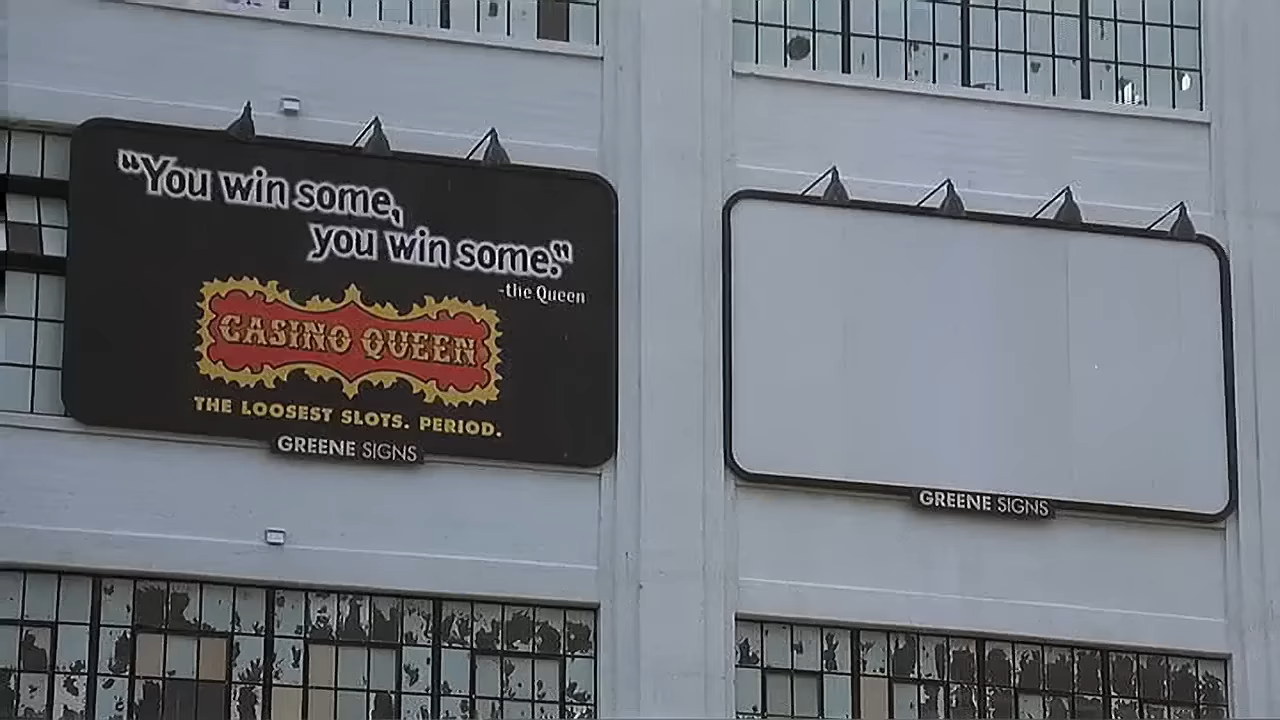 “You win some,
you win some.”
-the Queen
CASINO QUEEN
THE LOOSEST SLOTS. PERIOD.
GREENE SIGNS
GREENE SIGNS